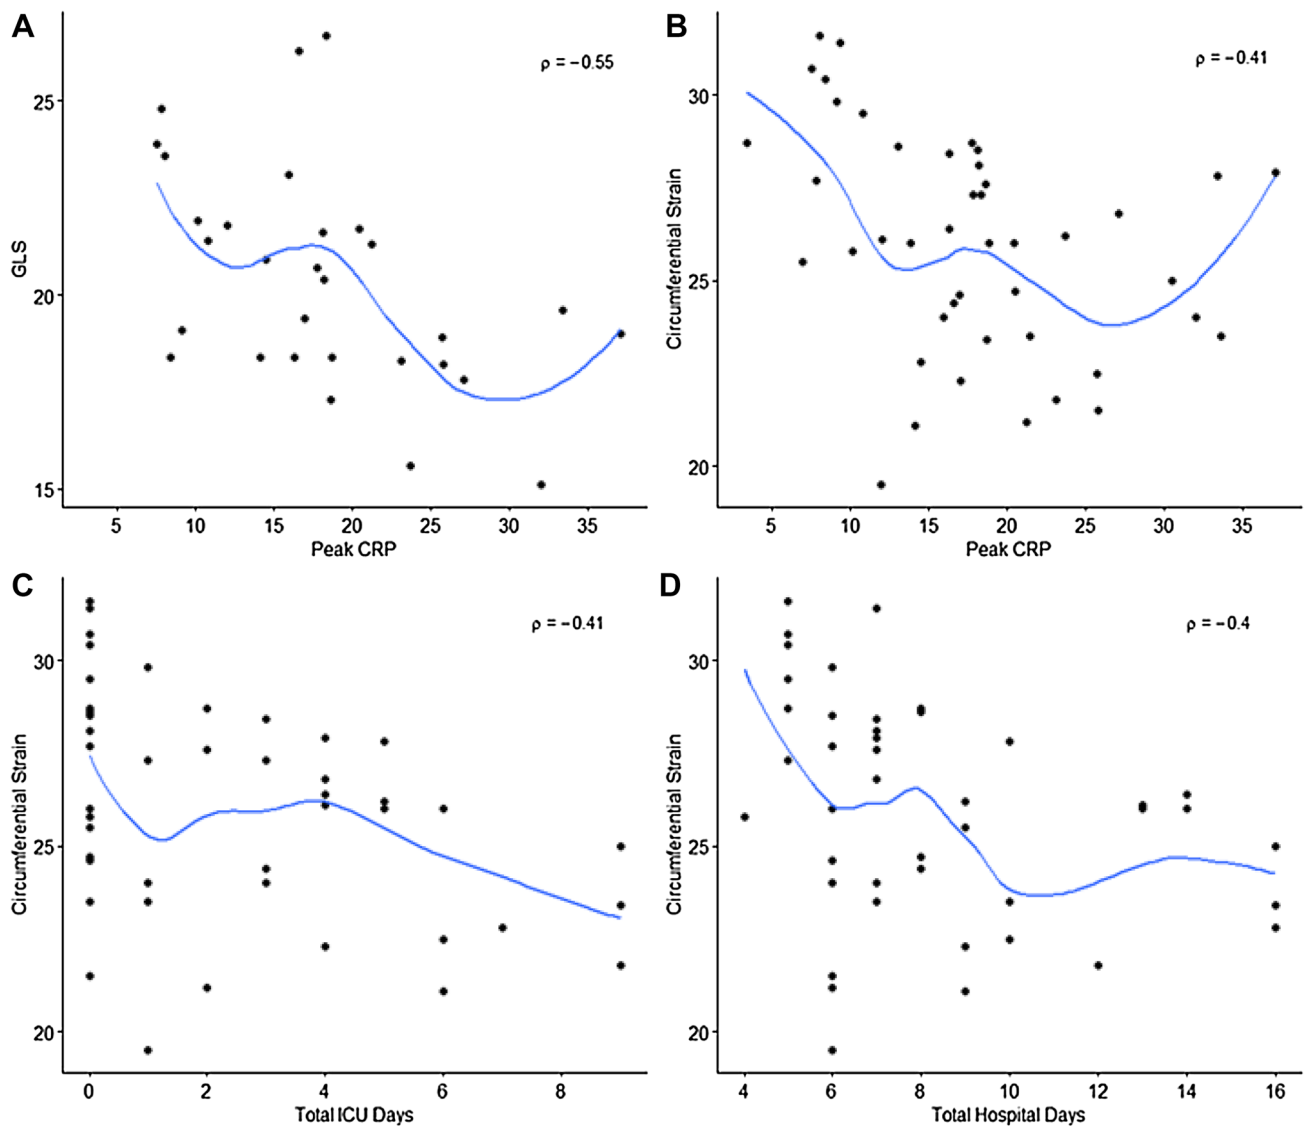 A
ρ = −0.55
GLS
25
20
15
5 10 15 20 25 30 35
Peak CRP
B
ρ = −0.41
Circumferential Strain
30
25
20
5 10 15 20 25 30 35
Peak CRP
C
ρ = −0.41
Circumferential Strain
30
25
20
0 2 4 6 8
Total ICU Days
D
ρ = −0.4
Circumferential Strain
30
25
20
4 6 8 10 12 14 16
Total Hospital Days